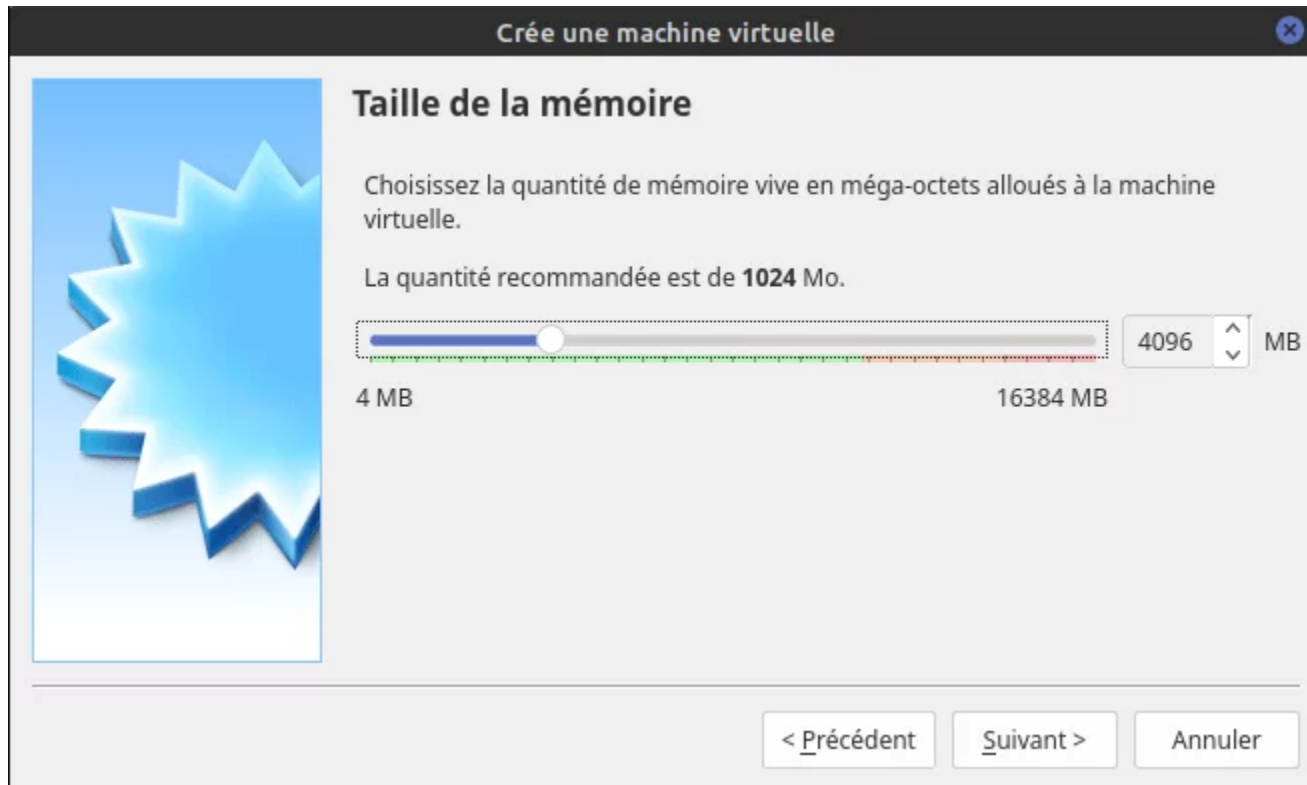 Crée une machine virtuelle
Taille de la mémoire
Choisissez la quantité de mémoire vive en méga-octets alloués à la machine
virtuelle.
La quantité recommandée est de 1024 Mo.
4096 MB
4 MB 16384 MB
< Précédent Suivant > Annuler